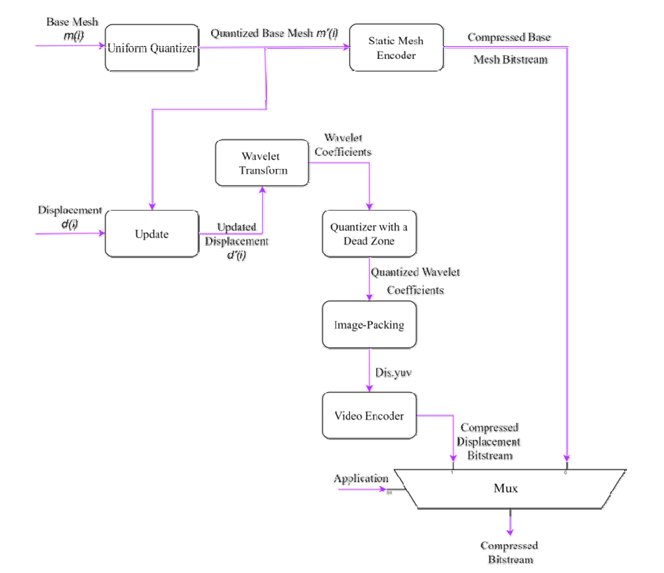 Base Mesh
m(i)
Uniform Quantizer
Quantized Base Mesh m'(i)
Static Mesh
Encoder
Compressed Base
Mesh Bitstream
Wavelet
Transform
Wavelet
Coefficients
Displacement
d(i)
Update
Updated
Displacement
d'(i)
Quantizer with a
Dead Zone
Quantized Wavelet
Coefficients
Image-Packing
Dis.yuv
Video Encoder
Compressed
Displacement
Bitstream
Application
Mux
Compressed
Bitstream